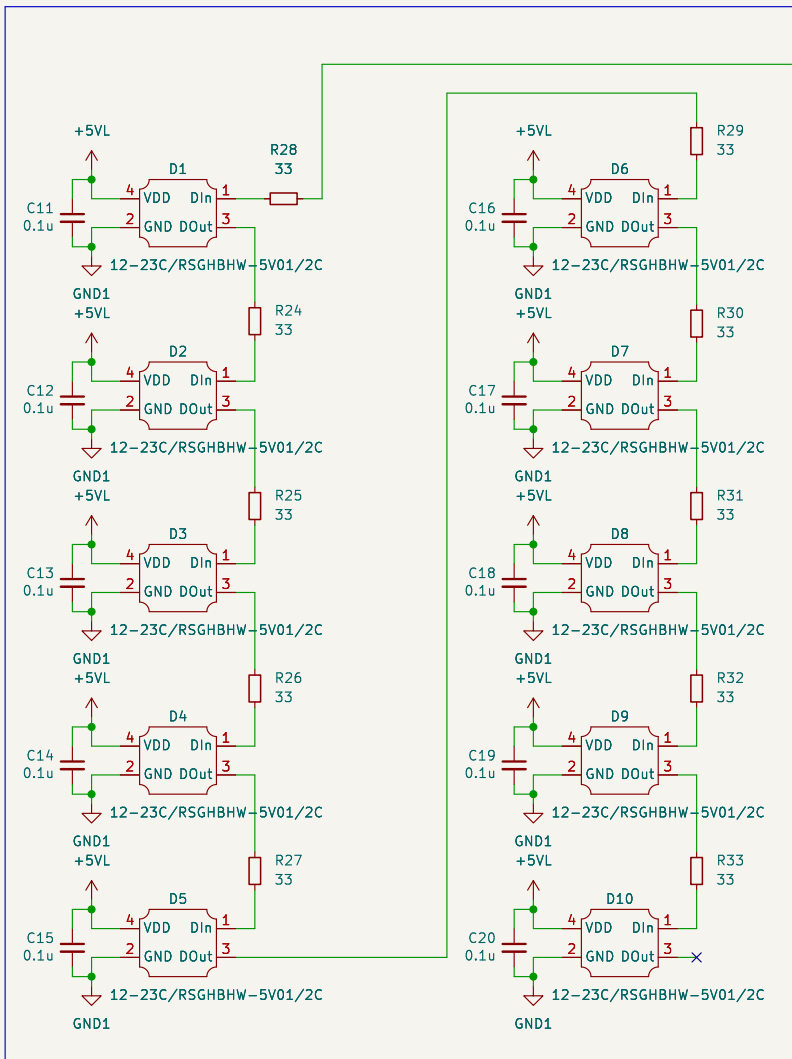 +5VL
R28
33
D1
4 VDD DIn 1
2 GND DOut 3
C11
0.1u
12-23C/RSGHBHW-5V01/2C
GND1
+5VL
R24
33
D2
4 VDD DIn 1
2 GND DOut 3
C12
0.1u
12-23C/RSGHBHW-5V01/2C
GND1
+5VL
R25
33
D3
4 VDD DIn 1
2 GND DOut 3
C13
0.1u
12-23C/RSGHBHW-5V01/2C
GND1
+5VL
R26
33
D4
4 VDD DIn 1
2 GND DOut 3
C14
0.1u
12-23C/RSGHBHW-5V01/2C
GND1
+5VL
R27
33
D5
4 VDD DIn 1
2 GND DOut 3
C15
0.1u
12-23C/RSGHBHW-5V01/2C
GND1
+5VL
R29
33
D6
4 VDD DIn 1
2 GND DOut 3
C16
0.1u
12-23C/RSGHBHW-5V01/2C
GND1
+5VL
R30
33
D7
4 VDD DIn 1
2 GND DOut 3
C17
0.1u
12-23C/RSGHBHW-5V01/2C
GND1
+5VL
R31
33
D8
4 VDD DIn 1
2 GND DOut 3
C18
0.1u
12-23C/RSGHBHW-5V01/2C
GND1
+5VL
R32
33
D9
4 VDD DIn 1
2 GND DOut 3
C19
0.1u
12-23C/RSGHBHW-5V01/2C
GND1
+5VL
R33
33
D10
4 VDD DIn 1
2 GND DOut 3
C20
0.1u
12-23C/RSGHBHW-5V01/2C
GND1